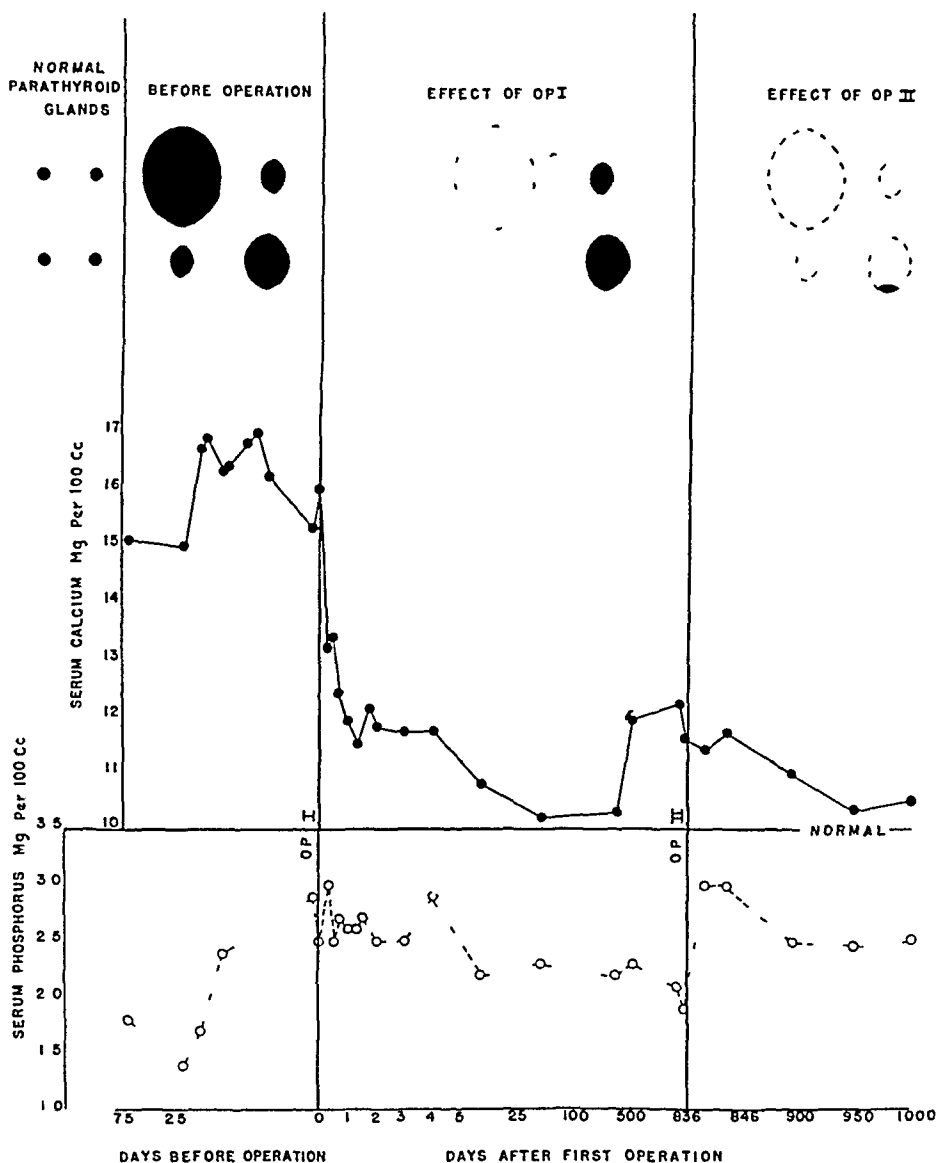 NORMAL
PARATHYROID
GLANDS
BEFORE OPERATION
EFFECT OF OP I
EFFECT OF OP II
SERUM CALCIUM Mg Per 100 Cc
17
16
15
14
13
12
11
10
OP I
OP II
NORMAL
SERUM PHOSPHORUS Mg Per 100 Cc
3 5
3 0
2 5
2 0
1 5
1 0
75 25 0 1 2 3 4 5 25 100 500 836 846 900 950 1000
DAYS BEFORE OPERATION
DAYS AFTER FIRST OPERATION